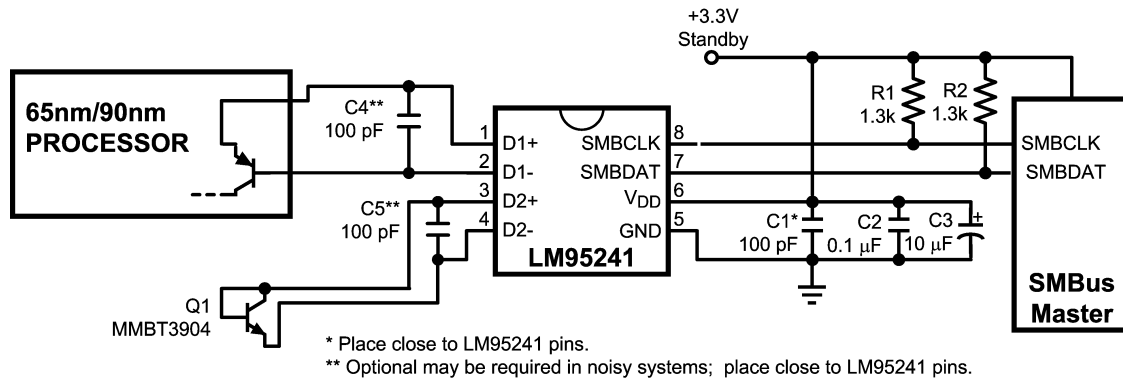 +3.3V
Standby
65nm/90nm
PROCESSOR
C4**
100 pF
R1
1.3k
R2
1.3k
1
2
3
4
D1+
D1-
D2+
D2-
SMBCLK
SMBDAT
VDD
GND
8
7
6
5
LM95241
SMBCLK
SMBDAT
C5**
100 pF
C1*
100 pF
C2
0.1 µF
C3
10 µF
+
SMBus
Master
Q1
MMBT3904
* Place close to LM95241 pins.
** Optional may be required in noisy systems; place close to LM95241 pins.